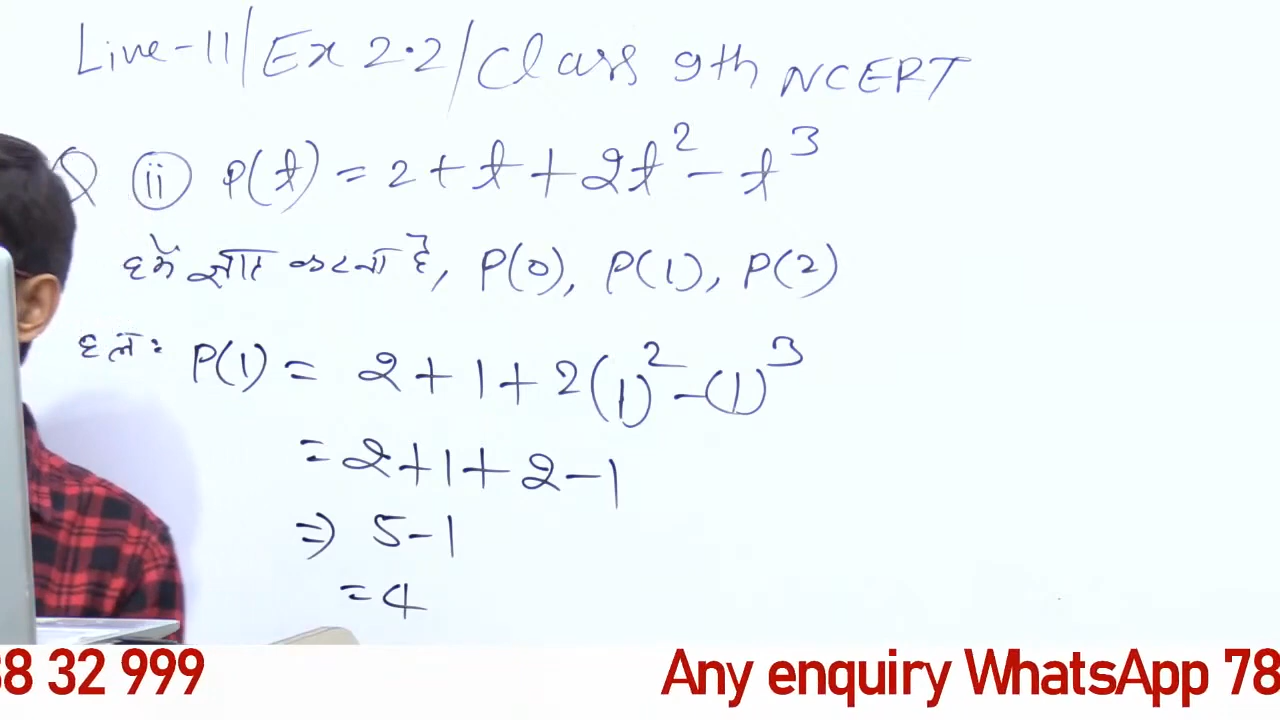 Live-11/Ex 2.2/Class 9th NCERT
Q (ii) P(t) = 2 + t + 2t² - t³
हमें ज्ञात करना है, P(0), P(1), P(2)
हल: P(1) = 2 + 1 + 2(1)² - (1)³
= 2 + 1 + 2 - 1
⇒ 5 - 1
= 4
8 32 999 Any enquiry WhatsApp 78